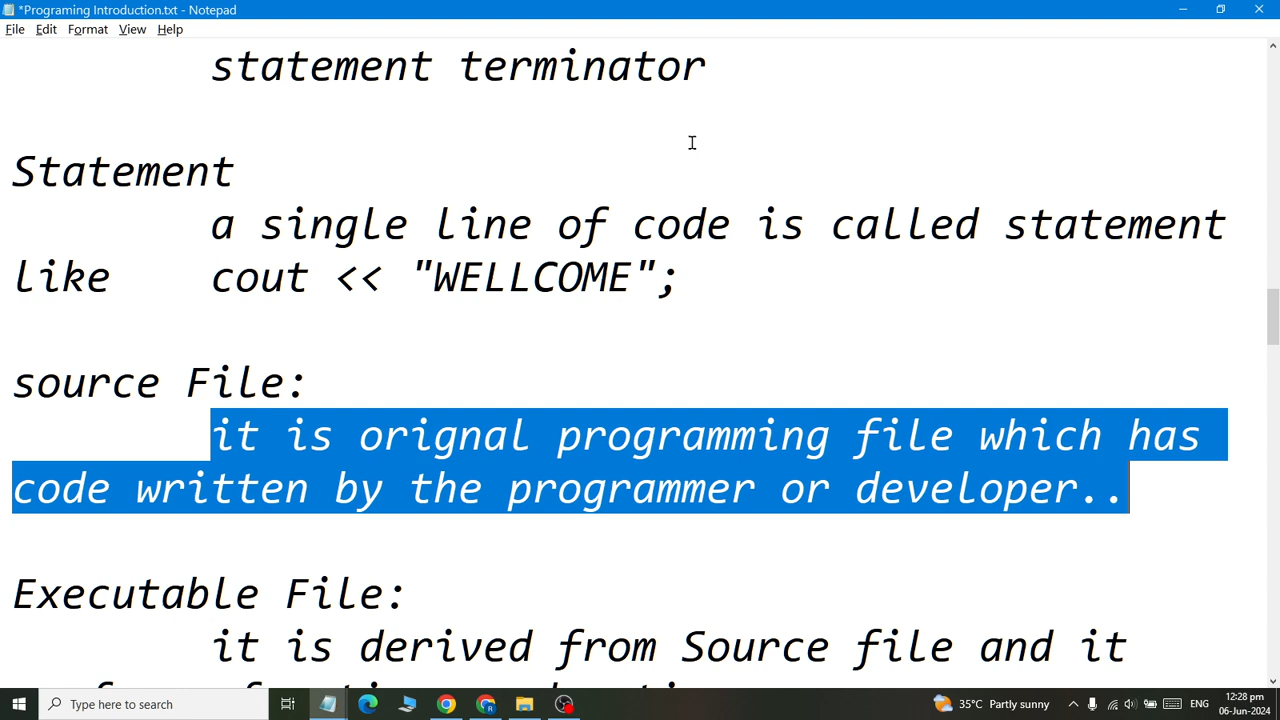 *Programing Introduction.txt - Notepad
File Edit Format View Help
statement terminator
Statement
a single line of code is called statement
like cout << "WELLCOME";
source File:
it is orignal programming file which has
code written by the programmer or developer..
Executable File:
it is derived from Source file and it
Type here to search
35°C Partly sunny
ENG
12:28 pm
06-Jun-2024